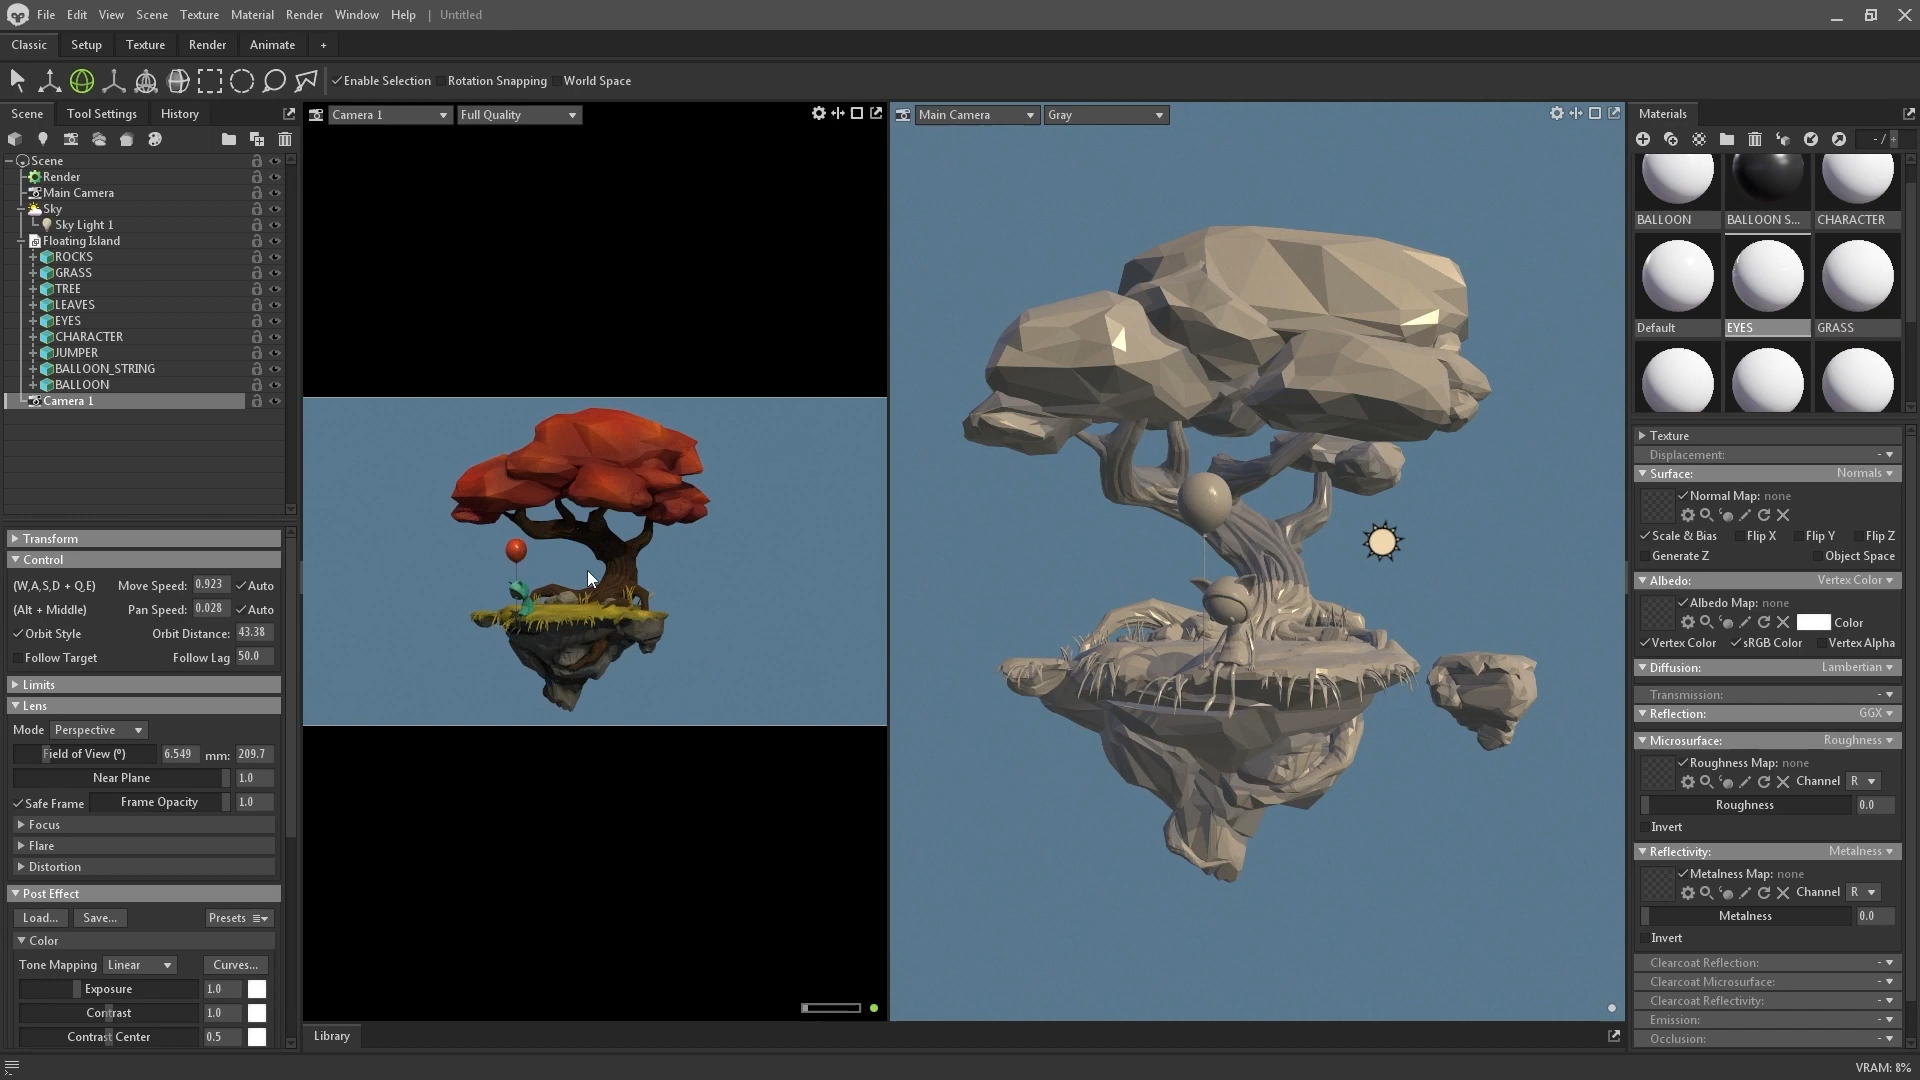 File Edit View Scene Texture Material Render Window Help | Untitled
Classic Setup Texture Render Animate +
Enable Selection Rotation Snapping World Space
Scene Tool Settings History
Camera 1 Full Quality
Main Camera Gray
Materials
- / +
Scene
Render
Main Camera
Sky
Sky Light 1
Floating Island
ROCKS
GRASS
TREE
LEAVES
EYES
CHARACTER
JUMPER
BALLOON_STRING
BALLOON
Camera 1
Transform
Control
(W,A,S,D + Q,E) Move Speed: 0.923 Auto
(Alt + Middle) Pan Speed: 0.028 Auto
Orbit Style Orbit Distance: 43.38
Follow Target Follow Lag 50.0
Limits
Lens
Mode Perspective
Field of View (º) 6.549 mm: 209.7
Near Plane 1.0
Safe Frame Frame Opacity 1.0
Focus
Flare
Distortion
Post Effect
Load... Save... Presets
Color
Tone Mapping Linear Curves...
Exposure 1.0
Contrast 1.0
Contrast Center 0.5
Library
BALLOON BALLOON S... CHARACTER
Default EYES GRASS
Texture
Displacement: -
Surface: Normals
Normal Map: none
Scale & Bias Flip X Flip Y Flip Z
Generate Z Object Space
Albedo: Vertex Color
Albedo Map: none
Color
Vertex Color sRGB Color Vertex Alpha
Diffusion: Lambertian
Transmission: -
Reflection: GGX
Microsurface: Roughness
Roughness Map: none
Channel R
Roughness 0.0
Invert
Reflectivity: Metalness
Metalness Map: none
Channel R
Metalness 0.0
Invert
Clearcoat Reflection: -
Clearcoat Microsurface: -
Clearcoat Reflectivity: -
Emission: -
Occlusion: -
VRAM: 8%